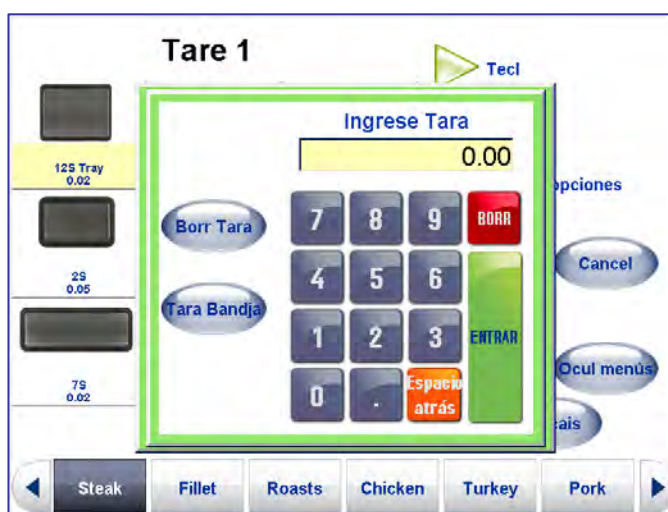 Tare 1
Tecl
12S Tray
0.02
2S
0.05
7S
0.02
Ingrese Tara
0.00
Borr Tara
Tara Bandja
7 8 9 BORR
4 5 6
1 2 3 ENTRAR
0 . Espacio
atrás
opciones
Cancel
Ocul menús
cais
Steak Fillet Roasts Chicken Turkey Pork